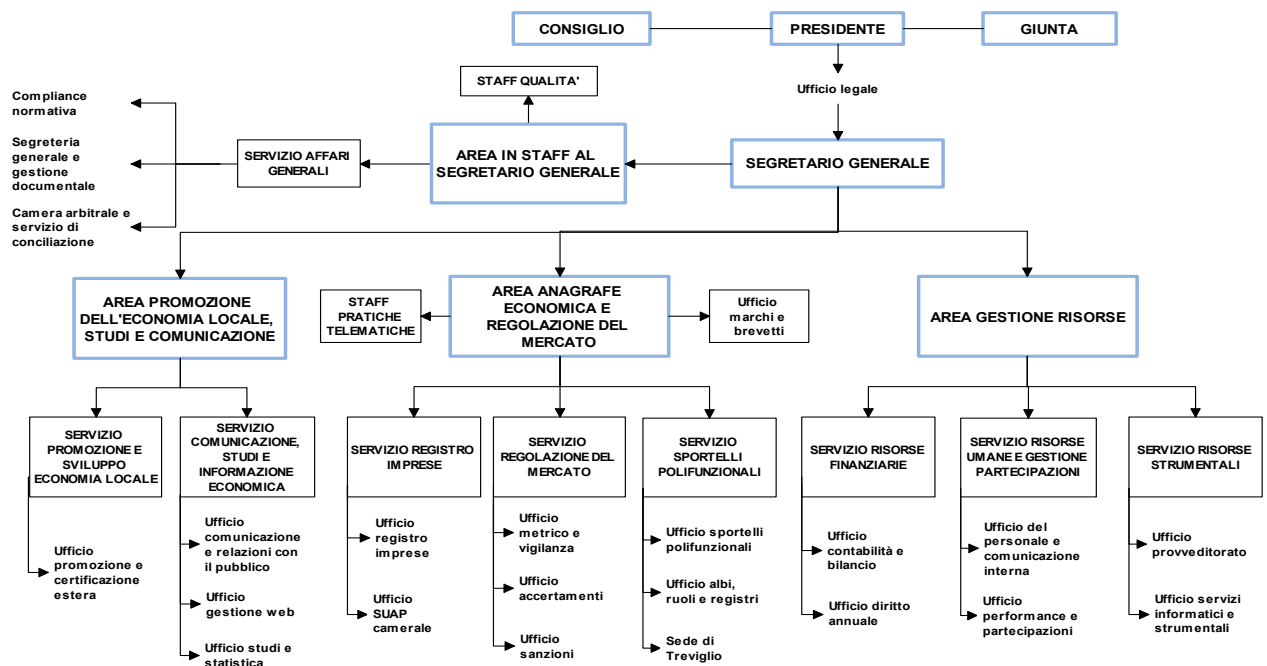 CONSIGLIO
PRESIDENTE
GIUNTA
STAFF QUALITA'
Ufficio legale
Compliance
normativa
Segreteria
generale e
gestione
documentale
Camera arbitrale e
servizio di
conciliazione
SERVIZIO AFFARI
GENERALI
AREA IN STAFF AL
SEGRETARIO GENERALE
SEGRETARIO GENERALE
AREA PROMOZIONE
DELL'ECONOMIA LOCALE,
STUDI E COMUNICAZIONE
STAFF
PRATICHE
TELEMATICHE
AREA ANAGRAFE
ECONOMICA E
REGOLAZIONE DEL
MERCATO
Ufficio
marchi e
brevetti
AREA GESTIONE RISORSE
SERVIZIO
PROMOZIONE E
SVILUPPO
ECONOMIA LOCALE
SERVIZIO
COMUNICAZIONE,
STUDI E
INFORMAZIONE
ECONOMICA
SERVIZIO REGISTRO
IMPRESE
SERVIZIO
REGOLAZIONE DEL
MERCATO
SERVIZIO
SPORTELLI
POLIFUNZIONALI
SERVIZIO RISORSE
FINANZIARIE
SERVIZIO RISORSE
UMANE E GESTIONE
PARTECIPAZIONI
SERVIZIO RISORSE
STRUMENTALI
Ufficio
promozione e
certificazione
estera
Ufficio
comunicazione
e relazioni con
il pubblico
Ufficio
gestione web
Ufficio studi e
statistica
Ufficio
registro
imprese
Ufficio
SUAP
camerale
Ufficio
metrico e
vigilanza
Ufficio
accertamenti
Ufficio
sanzioni
Ufficio sportelli
polifunzionali
Ufficio albi,
ruoli e registri
Sede di
Treviglio
Ufficio
contabilità e
bilancio
Ufficio diritto
annuale
Ufficio del
personale e
comunicazione
interna
Ufficio
performance e
partecipazioni
Ufficio
provveditorato
Ufficio servizi
informatici e
strumentali